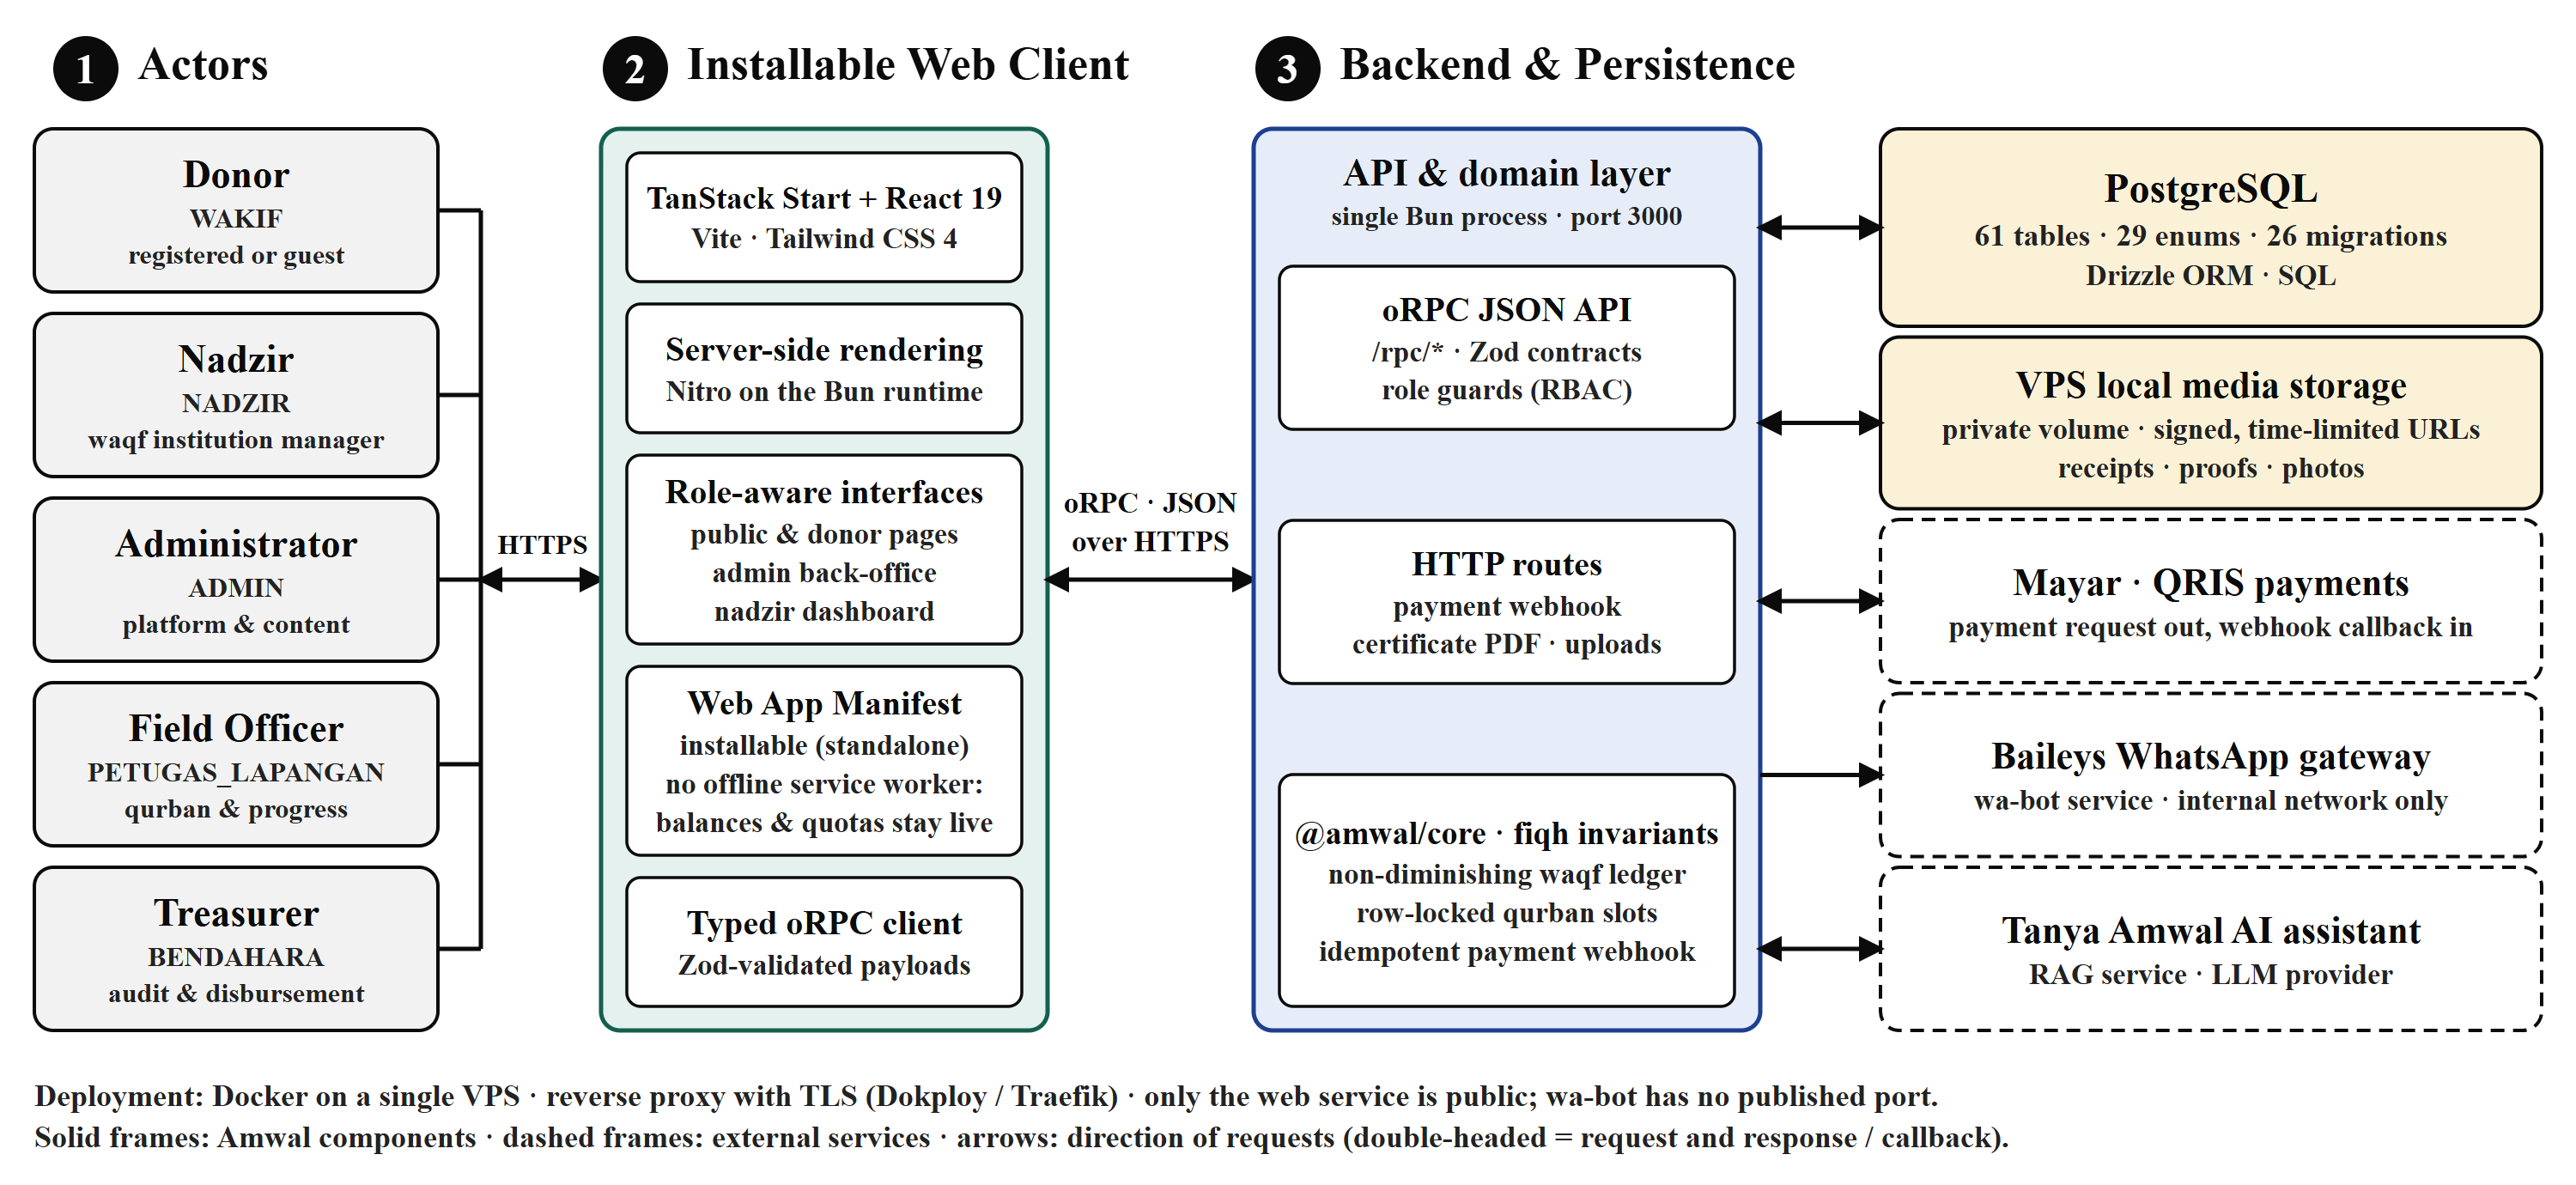 1 Actors
Donor
WAKIF
registered or guest
Nadzir
NADZIR
waqf institution manager
Administrator
ADMIN
platform & content
Field Officer
PETUGAS_LAPANGAN
qurban & progress
Treasurer
BENDAHARA
audit & disbursement
HTTPS
2 Installable Web Client
TanStack Start + React 19
Vite · Tailwind CSS 4
Server-side rendering
Nitro on the Bun runtime
Role-aware interfaces
public & donor pages
admin back-office
nadzir dashboard
Web App Manifest
installable (standalone)
no offline service worker:
balances & quotas stay live
Typed oRPC client
Zod-validated payloads
oRPC · JSON
over HTTPS
3 Backend & Persistence
API & domain layer
single Bun process · port 3000
oRPC JSON API
/rpc/* · Zod contracts
role guards (RBAC)
HTTP routes
payment webhook
certificate PDF · uploads
@amwal/core · fiqh invariants
non-diminishing waqf ledger
row-locked qurban slots
idempotent payment webhook
PostgreSQL
61 tables · 29 enums · 26 migrations
Drizzle ORM · SQL
VPS local media storage
private volume · signed, time-limited URLs
receipts · proofs · photos
Mayar · QRIS payments
payment request out, webhook callback in
Baileys WhatsApp gateway
wa-bot service · internal network only
Tanya Amwal AI assistant
RAG service · LLM provider
Deployment: Docker on a single VPS · reverse proxy with TLS (Dokploy / Traefik) · only the web service is public; wa-bot has no published port.
Solid frames: Amwal components · dashed frames: external services · arrows: direction of requests (double-headed = request and response / callback).